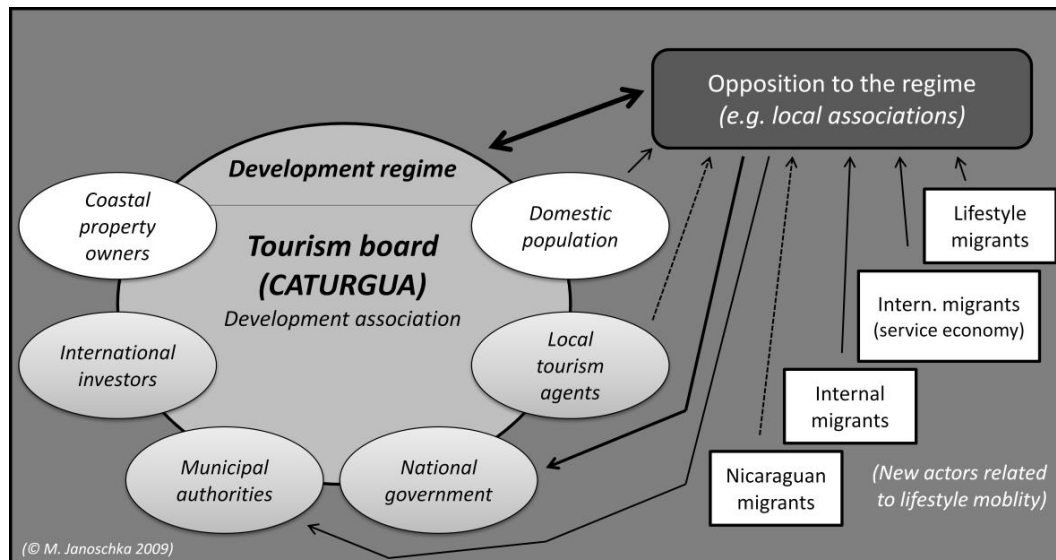 Opposition to the regime
(e.g. local associations)
Development regime
Coastal
property
owners
Domestic
population
Tourism board
(CATURGUA)
Development association
International
investors
Local
tourism
agents
Municipal
authorities
National
government
Lifestyle
migrants
Intern. migrants
(service economy)
Internal
migrants
Nicaraguan
migrants
(New actors related
to lifestyle moblity)
(© M. Janoschka 2009)